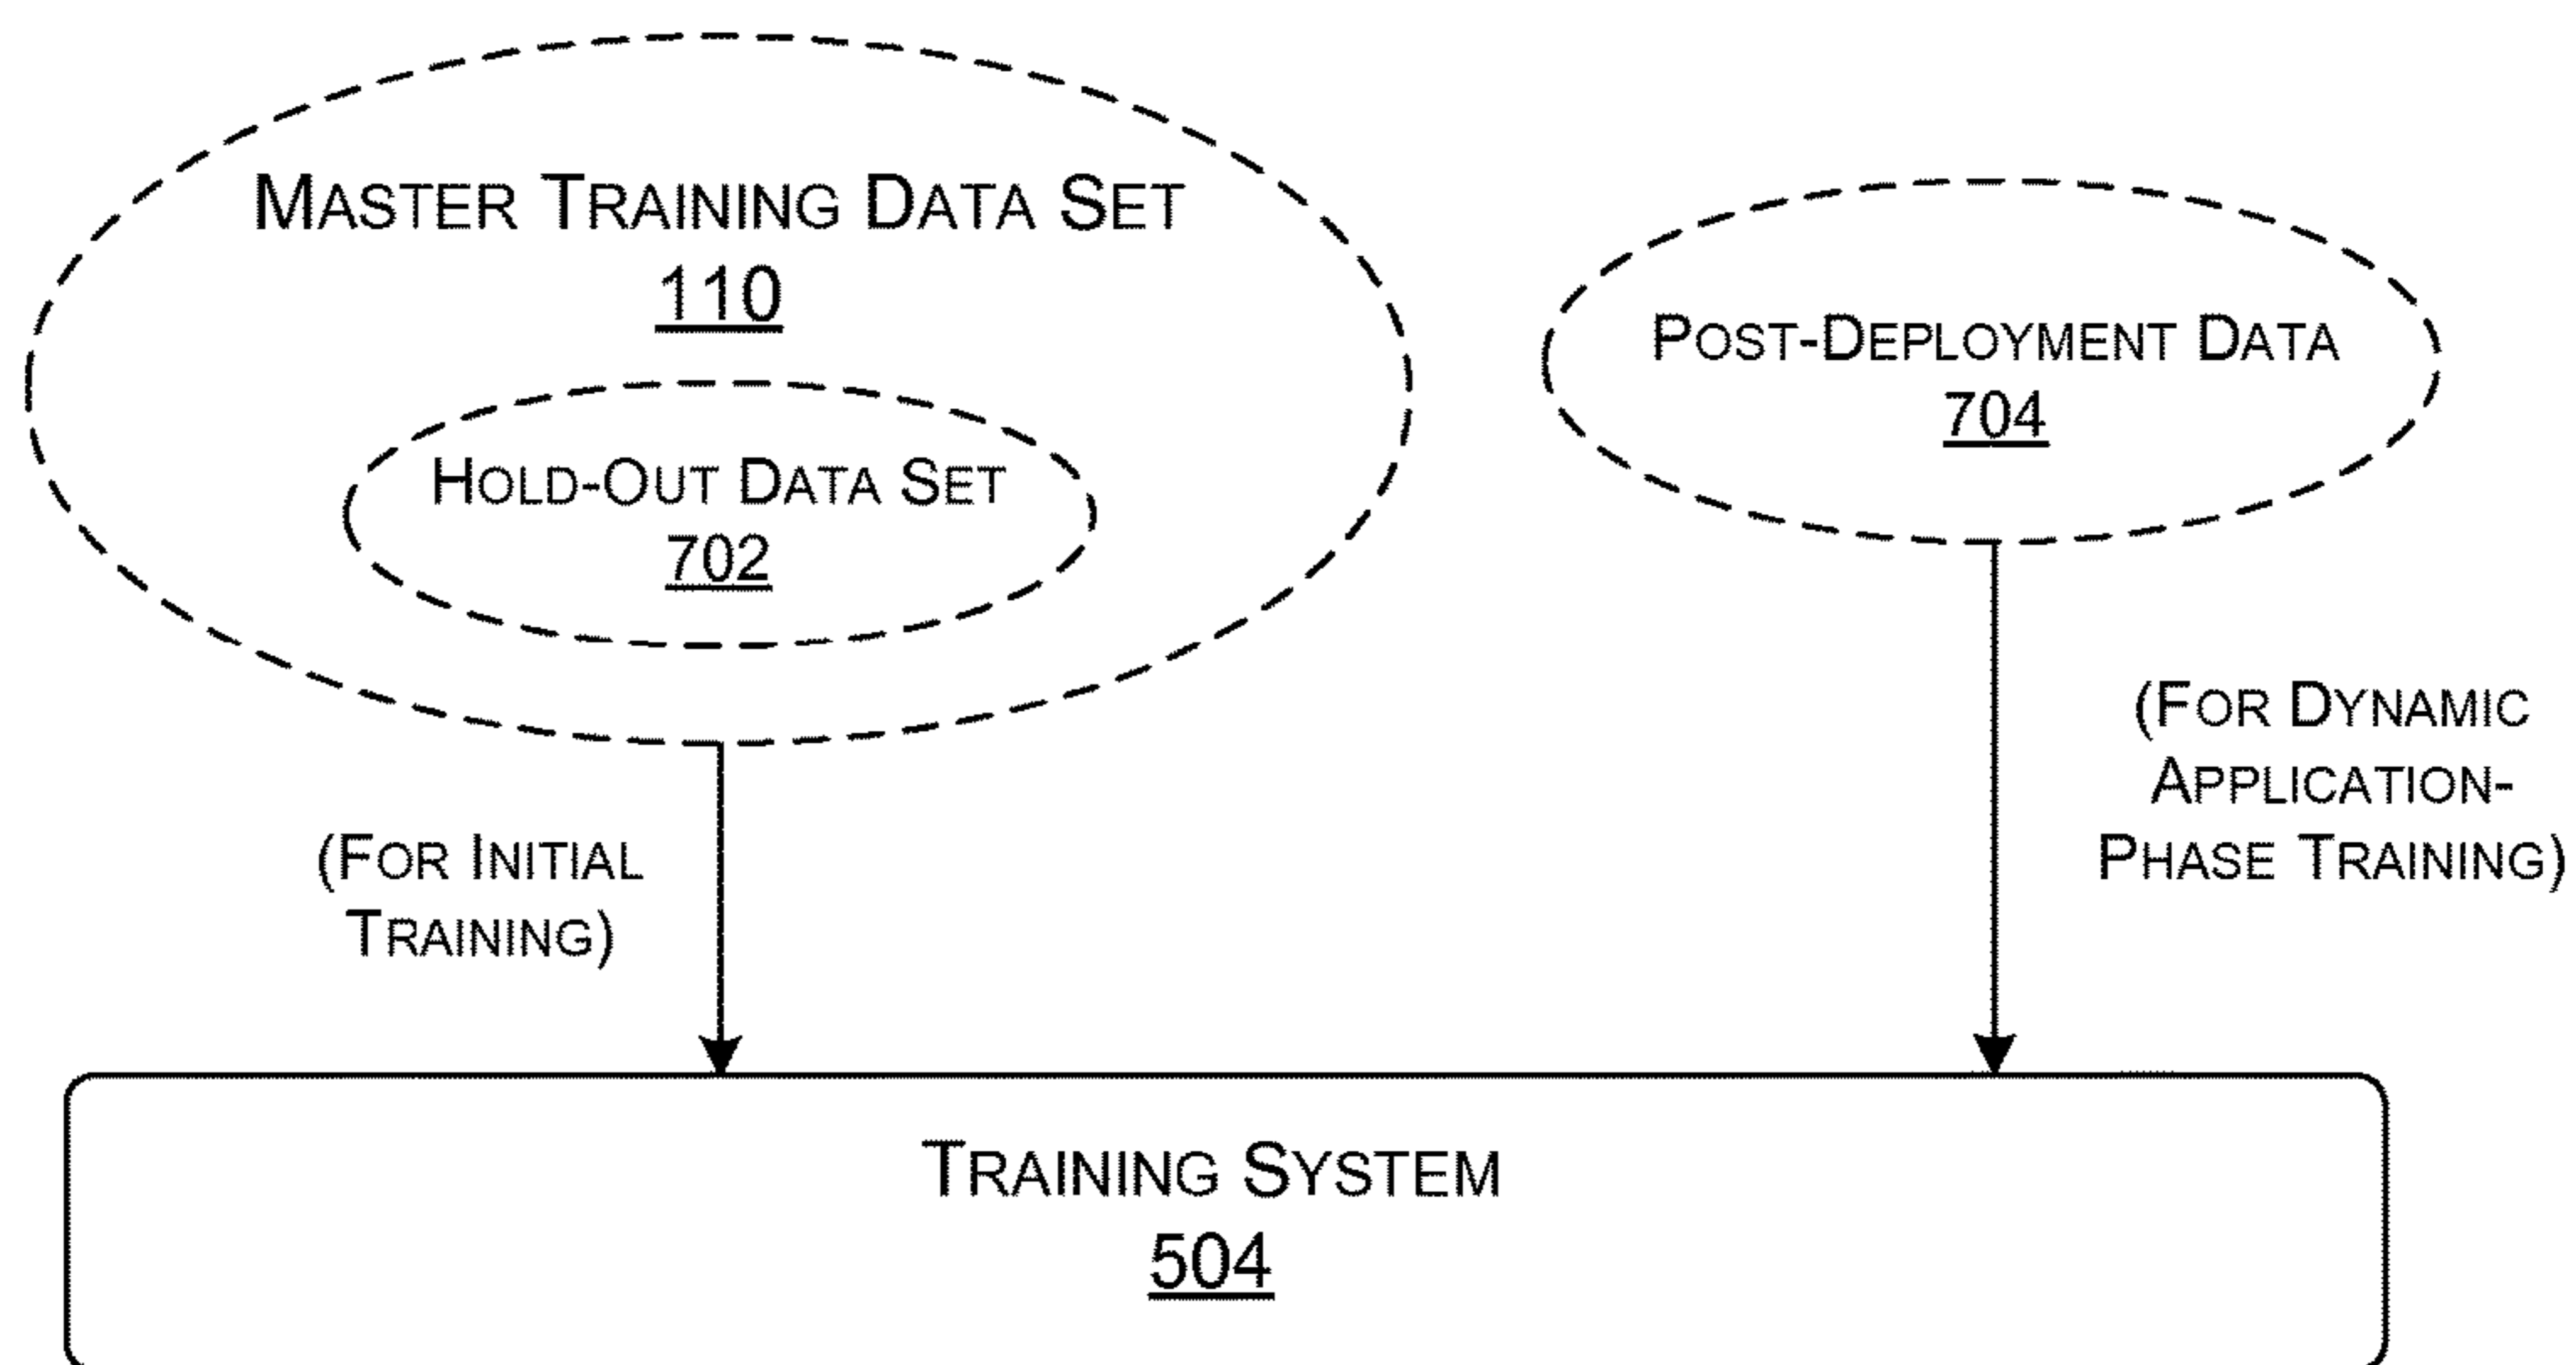 MASTER TRAINING DATA SET
110
HOLD-OUT DATA SET
702
POST-DEPLOYMENT DATA
704
(FOR INITIAL
TRAINING)
(FOR DYNAMIC
APPLICATION-
PHASE TRAINING)
TRAINING SYSTEM
504